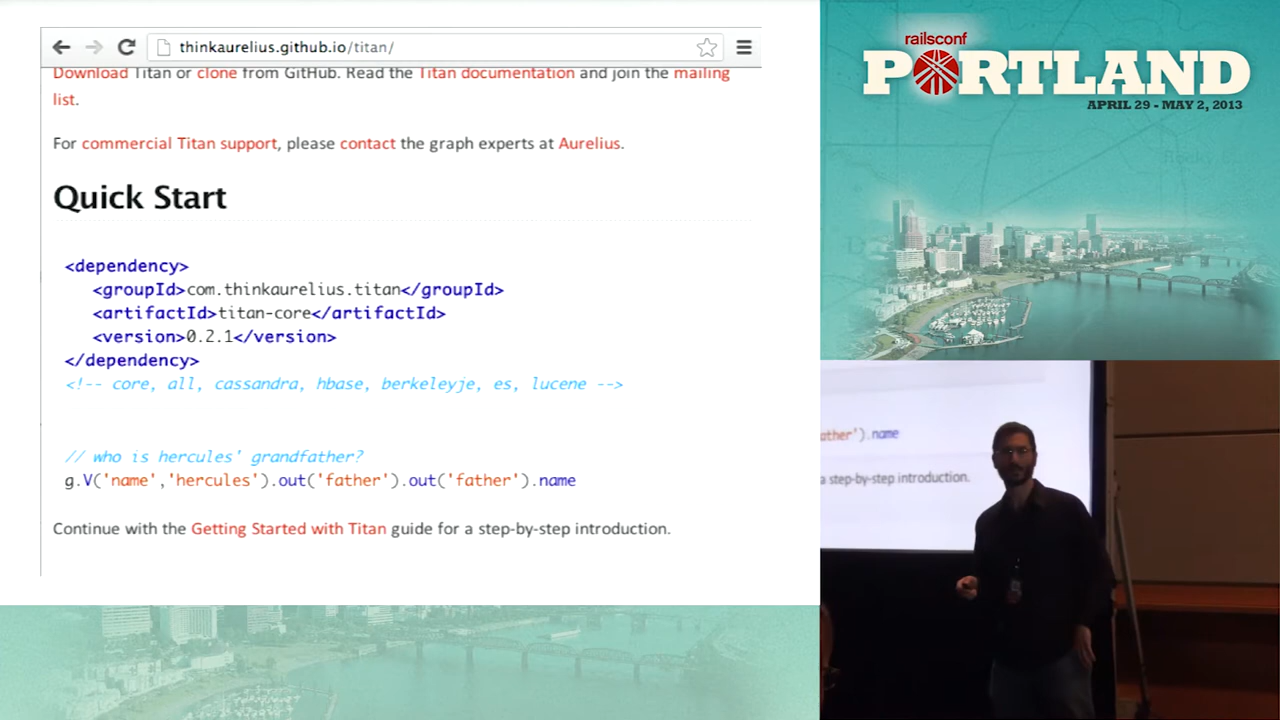 thinkaurelius.github.io/titan/
Download Titan or clone from GitHub. Read the Titan documentation and join the mailing
list.
For commercial Titan support, please contact the graph experts at Aurelius.
Quick Start
<dependency>
<groupId>com.thinkaurelius.titan</groupId>
<artifactId>titan-core</artifactId>
<version>0.2.1</version>
</dependency>
<!-- core, all, cassandra, hbase, berkeleyje, es, lucene -->
// who is hercules' grandfather?
g.V('name','hercules').out('father').out('father').name
Continue with the Getting Started with Titan guide for a step-by-step introduction.
railsconf
PORTLAND
APRIL 29 - MAY 2, 2013
ather').name
a step-by-step introduction.